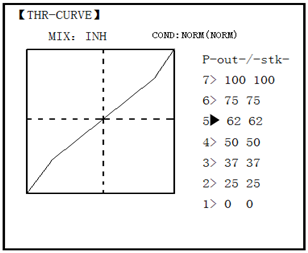 【THR-CURVE】
MIX: INH
COND:NORM(NORM)
P-out-/-stk-
7> 100 100
6> 75 75
5▶ 62 62
4> 50 50
3> 37 37
2> 25 25
1> 0 0